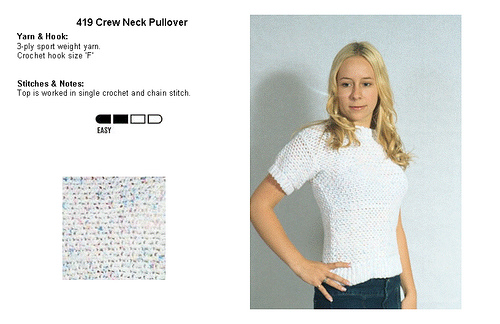 419 Crew Neck Pullover
Yarn & Hook:
3-ply sport weight yarn.
Crochet hook size "F"
Stitches & Notes:
Top is worked in single crochet and chain stitch.
EASY